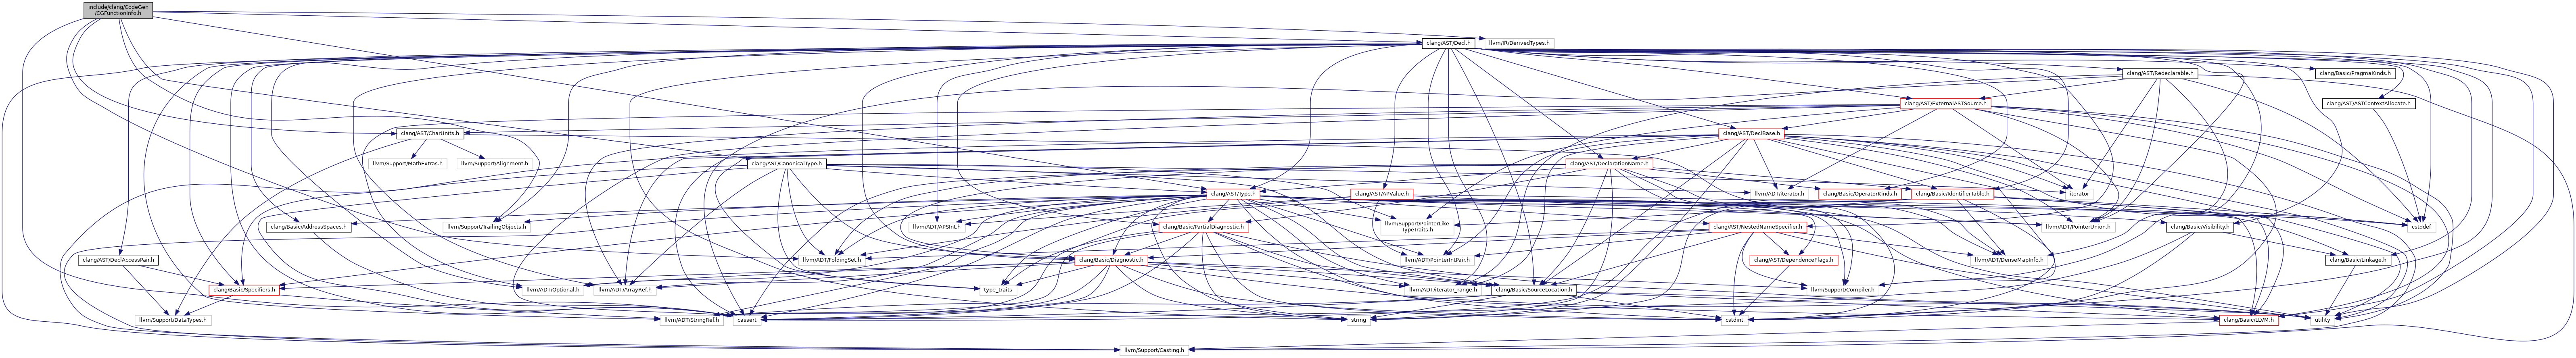 include/clang/CodeGen
/CGFunctionInfo.h
clang/AST/Decl.h
llvm/IR/DerivedTypes.h
clang/AST/Redeclarable.h
clang/Basic/PragmaKinds.h
clang/AST/ExternalASTSource.h
clang/AST/ASTContextAllocate.h
clang/AST/CharUnits.h
clang/AST/DeclBase.h
llvm/Support/MathExtras.h
llvm/Support/Alignment.h
clang/AST/CanonicalType.h
clang/AST/DeclarationName.h
clang/AST/Type.h
clang/AST/APValue.h
llvm/ADT/iterator.h
clang/Basic/OperatorKinds.h
clang/Basic/IdentifierTable.h
iterator
clang/Basic/AddressSpaces.h
llvm/Support/TrailingObjects.h
llvm/ADT/APSInt.h
clang/Basic/PartialDiagnostic.h
llvm/Support/PointerLike
TypeTraits.h
clang/AST/NestedNameSpecifier.h
llvm/ADT/PointerUnion.h
clang/Basic/Visibility.h
cstddef
clang/AST/DeclAccessPair.h
llvm/ADT/FoldingSet.h
clang/Basic/Diagnostic.h
llvm/ADT/PointerIntPair.h
clang/AST/DependenceFlags.h
llvm/ADT/DenseMapInfo.h
clang/Basic/Linkage.h
clang/Basic/Specifiers.h
llvm/ADT/Optional.h
llvm/ADT/ArrayRef.h
type_traits
llvm/ADT/iterator_range.h
clang/Basic/SourceLocation.h
llvm/Support/Compiler.h
llvm/Support/DataTypes.h
llvm/ADT/StringRef.h
cassert
string
cstdint
clang/Basic/LLVM.h
utility
llvm/Support/Casting.h